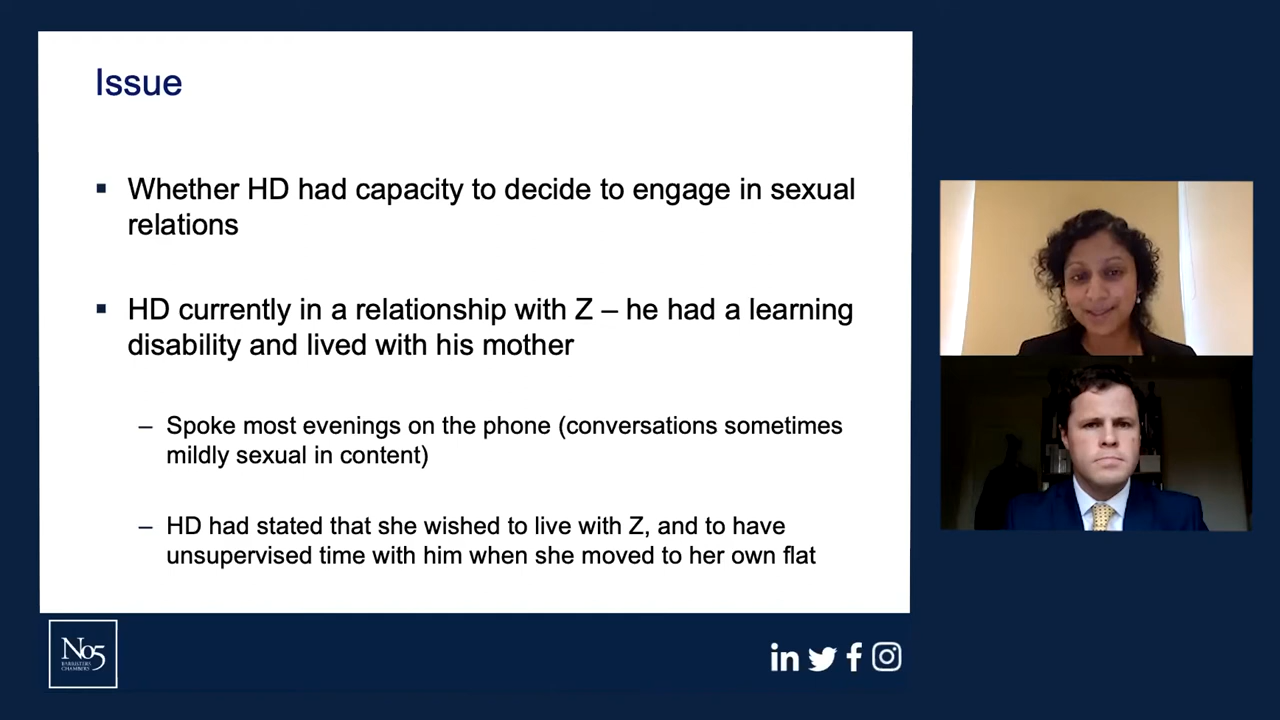 Issue
▪ Whether HD had capacity to decide to engage in sexual
relations
▪ HD currently in a relationship with Z – he had a learning
disability and lived with his mother
– Spoke most evenings on the phone (conversations sometimes
mildly sexual in content)
– HD had stated that she wished to live with Z, and to have
unsupervised time with him when she moved to her own flat
No5
BARRISTERS
CHAMBERS
in
f